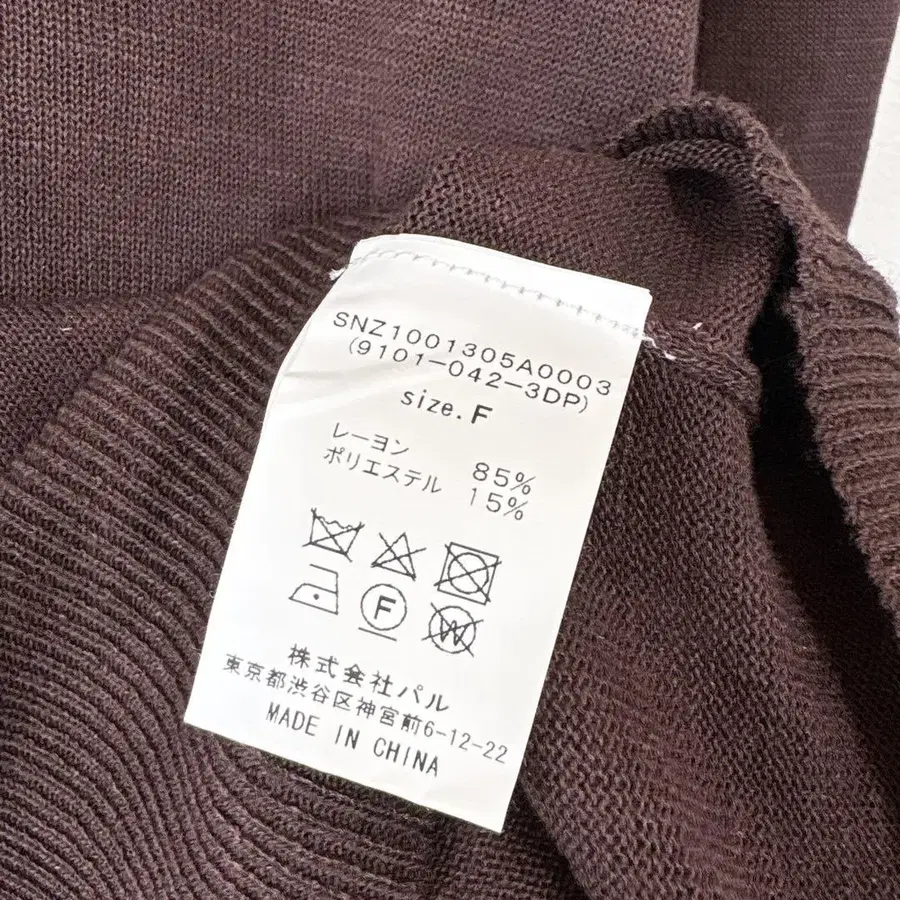 SNZ1001305A0003
(9101-042-3DP)
size.F
レーヨン 85%
ポリエステル 15%
F W
株式会社パル
東京都渋谷区神宮前6-12-22
MADE IN CHINA